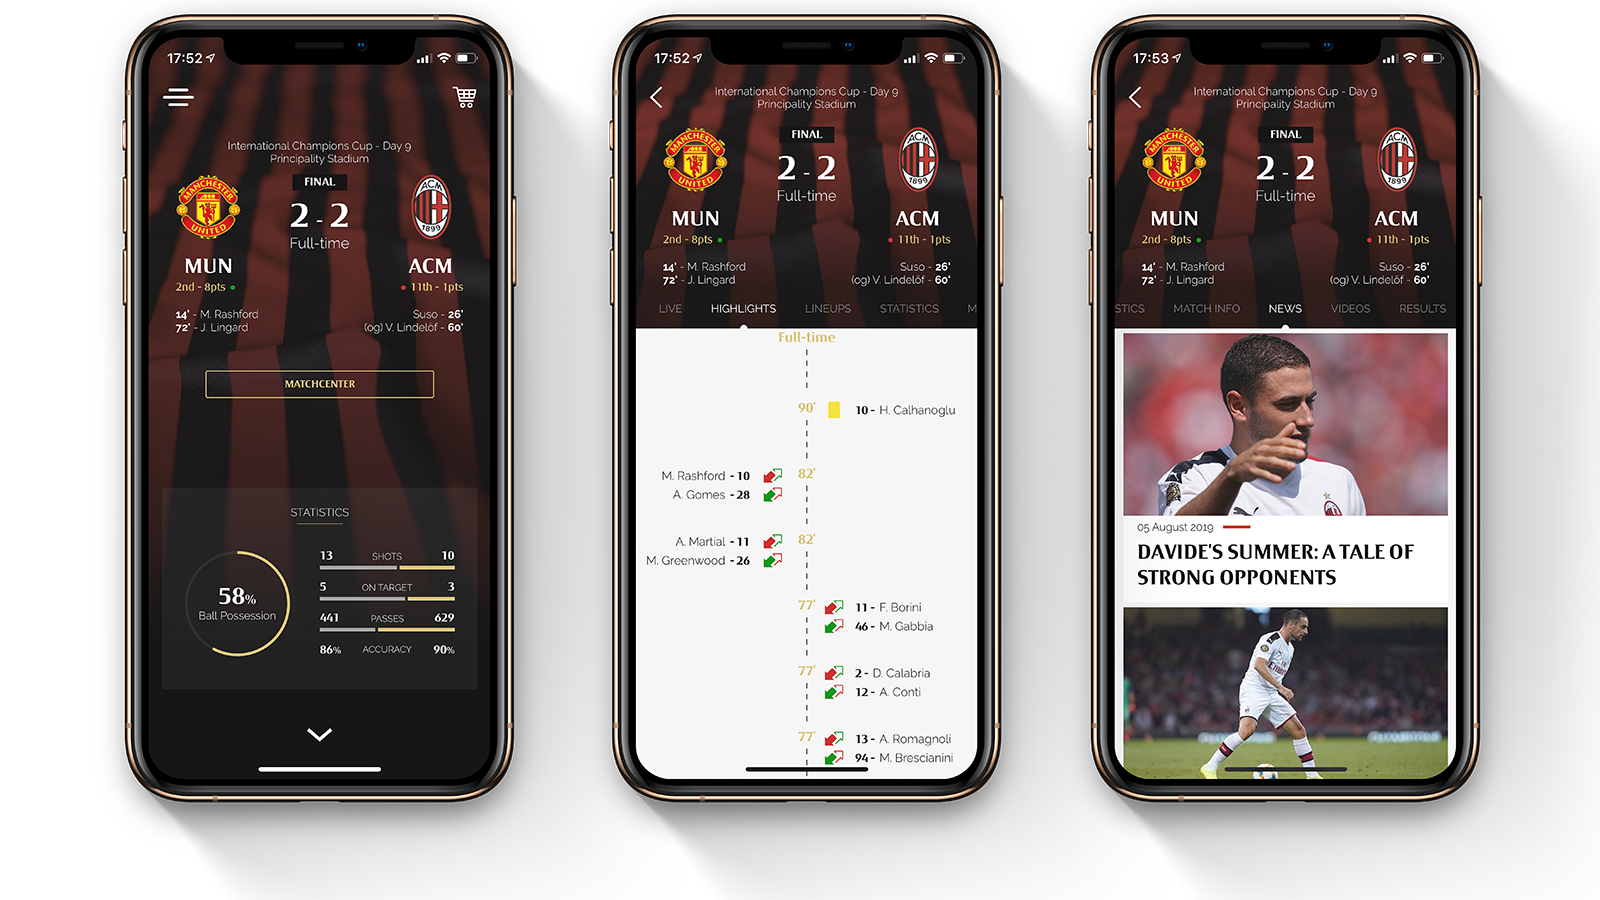 17:52
International Champions Cup - Day 9
Principality Stadium
FINAL
MANCHESTER
UNITED
ACM
1899
2 - 2
Full-time
MUN
ACM
2nd - 8pts
11th - 1pts
14' - M. Rashford
Suso - 26'
72' - J. Lingard
(og) V. Lindelöf - 60'
MATCHCENTER
STATISTICS
58%
Ball Possession
13 SHOTS 10
5 ON TARGET 3
441 PASSES 629
86% ACCURACY 90%
17:52
International Champions Cup - Day 9
Principality Stadium
FINAL
MANCHESTER
UNITED
ACM
1899
2 - 2
Full-time
MUN
ACM
2nd - 8pts
11th - 1pts
14' - M. Rashford
Suso - 26'
72' - J. Lingard
(og) V. Lindelöf - 60'
LIVE HIGHLIGHTS LINEUPS STATISTICS M
Full-time
90' 10 - H. Calhanoglu
M. Rashford - 10 82'
A. Gomes - 28
A. Martial - 11 82'
M. Greenwood - 26
77' 11 - F. Borini
46 - M. Gabbia
77' 2 - D. Calabria
12 - A. Conti
77' 13 - A. Romagnoli
94 - M. Brescianini
17:53
International Champions Cup - Day 9
Principality Stadium
FINAL
MANCHESTER
UNITED
ACM
1899
2 - 2
Full-time
MUN
ACM
2nd - 8pts
11th - 1pts
14' - M. Rashford
Suso - 26'
72' - J. Lingard
(og) V. Lindelöf - 60'
STICS MATCH INFO NEWS VIDEOS RESULTS
05 August 2019
DAVIDE'S SUMMER: A TALE OF
STRONG OPPONENTS